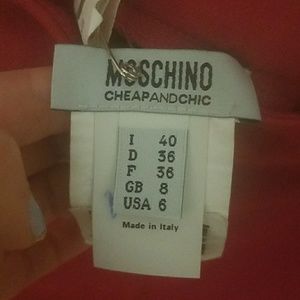 MOSCHINO
CHEAPANDCHIC
I 40
D 36
F 36
GB 8
USA 6
Made in Italy